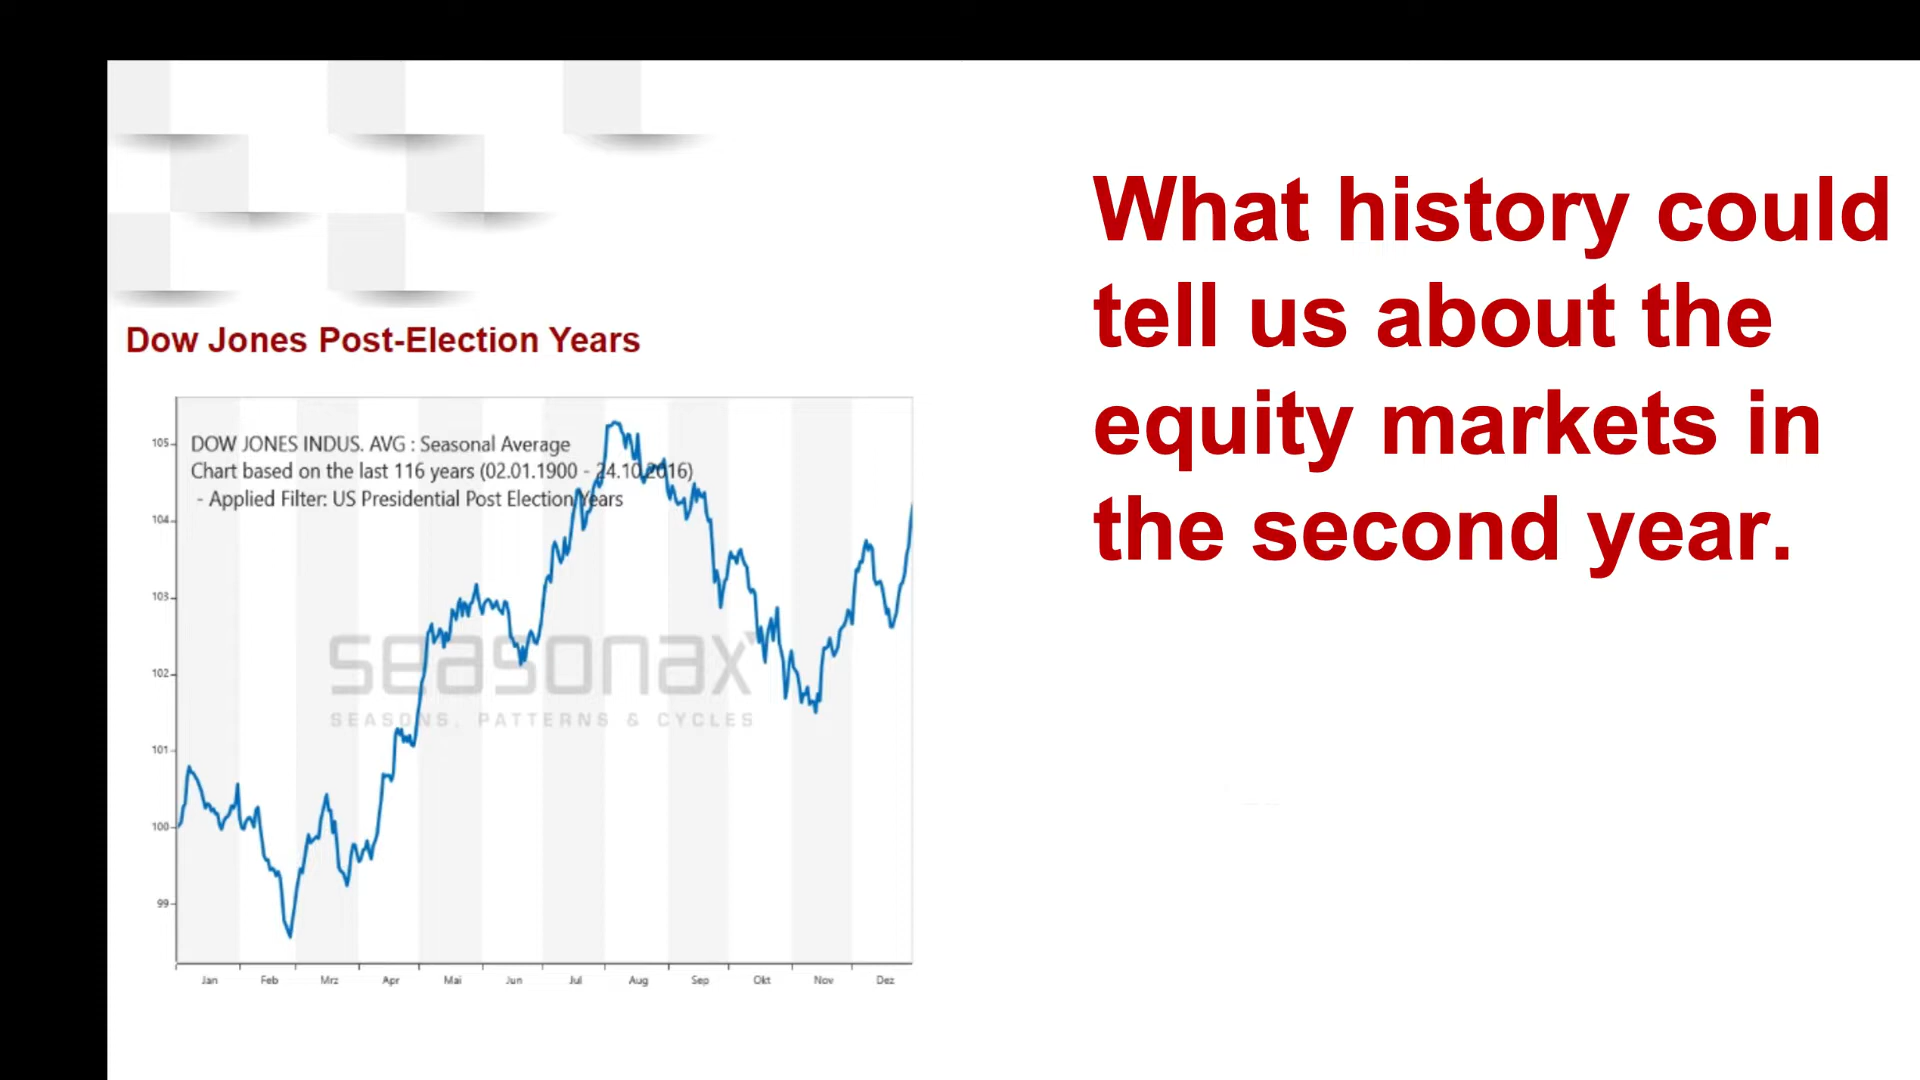 What history could
tell us about the
equity markets in
the second year.
Dow Jones Post-Election Years
DOW JONES INDUS. AVG : Seasonal Average
Chart based on the last 116 years (02.01.1900 - 24.10.2016)
- Applied Filter: US Presidential Post Election Years
seasonax
SEASONS, PATTERNS & CYCLES
105
104
103
102
101
100
99
Jan Feb Mrz Apr Mai Jun Jul Aug Sep Okt Nov Dez